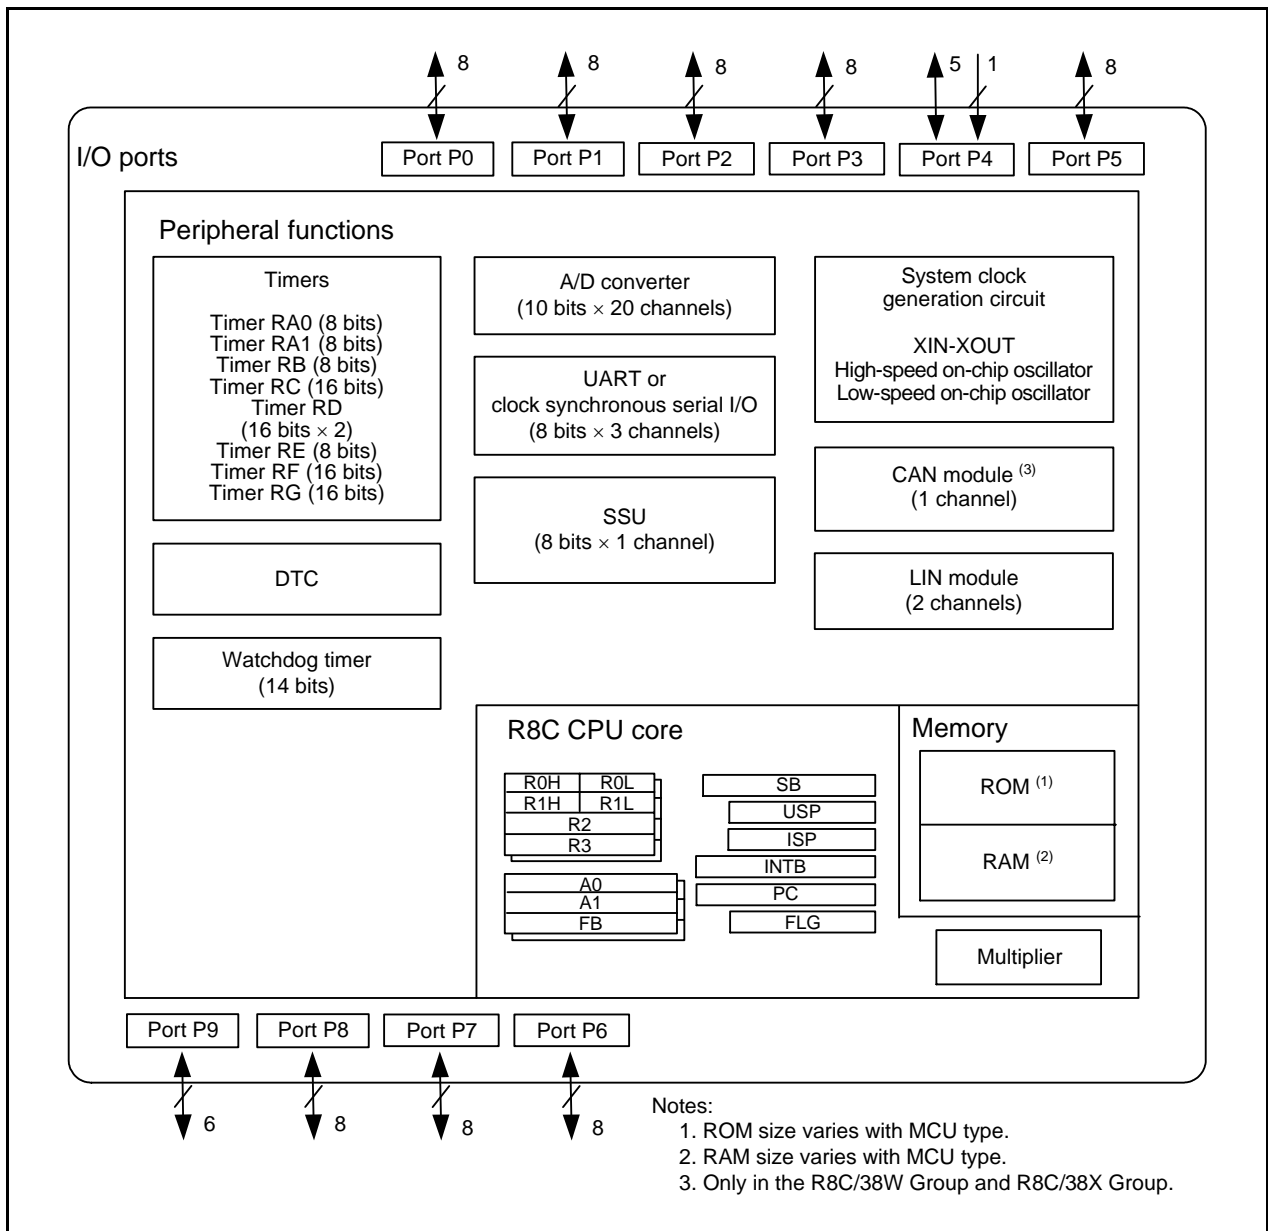 8 8 8 8 5 1 8
I/O ports
Port P0 Port P1 Port P2 Port P3 Port P4 Port P5
Peripheral functions
Timers
Timer RA0 (8 bits)
Timer RA1 (8 bits)
Timer RB (8 bits)
Timer RC (16 bits)
Timer RD
(16 bits × 2)
Timer RE (8 bits)
Timer RF (16 bits)
Timer RG (16 bits)
DTC
Watchdog timer
(14 bits)
A/D converter
(10 bits × 20 channels)
UART or
clock synchronous serial I/O
(8 bits × 3 channels)
SSU
(8 bits × 1 channel)
System clock
generation circuit
XIN-XOUT
High-speed on-chip oscillator
Low-speed on-chip oscillator
CAN module (3)
(1 channel)
LIN module
(2 channels)
R8C CPU core
R0H R0L
R1H R1L
R2
R3
A0
A1
FB
SB
USP
ISP
INTB
PC
FLG
Memory
ROM (1)
RAM (2)
Multiplier
Port P9 Port P8 Port P7 Port P6
6 8 8 8
Notes:
1. ROM size varies with MCU type.
2. RAM size varies with MCU type.
3. Only in the R8C/38W Group and R8C/38X Group.